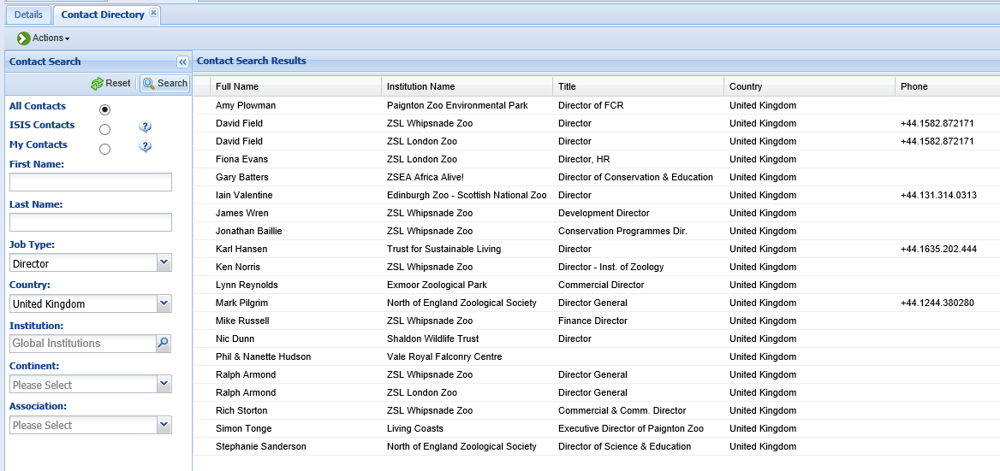 Details Contact Directory
Actions
Contact Search
Reset Search
All Contacts
ISIS Contacts ?
My Contacts ?
First Name:
Last Name:
Job Type:
Director
Country:
United Kingdom
Institution:
Global Institutions
Continent:
Please Select
Association:
Please Select
Contact Search Results
Full Name Institution Name Title Country Phone
Amy Plowman Paignton Zoo Environmental Park Director of FCR United Kingdom
David Field ZSL Whipsnade Zoo Director United Kingdom +44.1582.872171
David Field ZSL London Zoo Director United Kingdom +44.1582.872171
Fiona Evans ZSL London Zoo Director, HR United Kingdom
Gary Batters ZSEA Africa Alive! Director of Conservation & Education United Kingdom
Iain Valentine Edinburgh Zoo - Scottish National Zoo Director United Kingdom +44.131.314.0313
James Wren ZSL Whipsnade Zoo Development Director United Kingdom
Jonathan Baillie ZSL Whipsnade Zoo Conservation Programmes Dir. United Kingdom
Karl Hansen Trust for Sustainable Living Director United Kingdom +44.1635.202.444
Ken Norris ZSL Whipsnade Zoo Director - Inst. of Zoology United Kingdom
Lynn Reynolds Exmoor Zoological Park Commercial Director United Kingdom
Mark Pilgrim North of England Zoological Society Director General United Kingdom +44.1244.380280
Mike Russell ZSL Whipsnade Zoo Finance Director United Kingdom
Nic Dunn Shaldon Wildlife Trust Director United Kingdom
Phil & Nanette Hudson Vale Royal Falconry Centre United Kingdom
Ralph Armond ZSL Whipsnade Zoo Director General United Kingdom
Ralph Armond ZSL London Zoo Director General United Kingdom
Rich Storton ZSL Whipsnade Zoo Commercial & Comm. Director United Kingdom
Simon Tonge Living Coasts Executive Director of Paignton Zoo United Kingdom
Stephanie Sanderson North of England Zoological Society Director of Science & Education United Kingdom